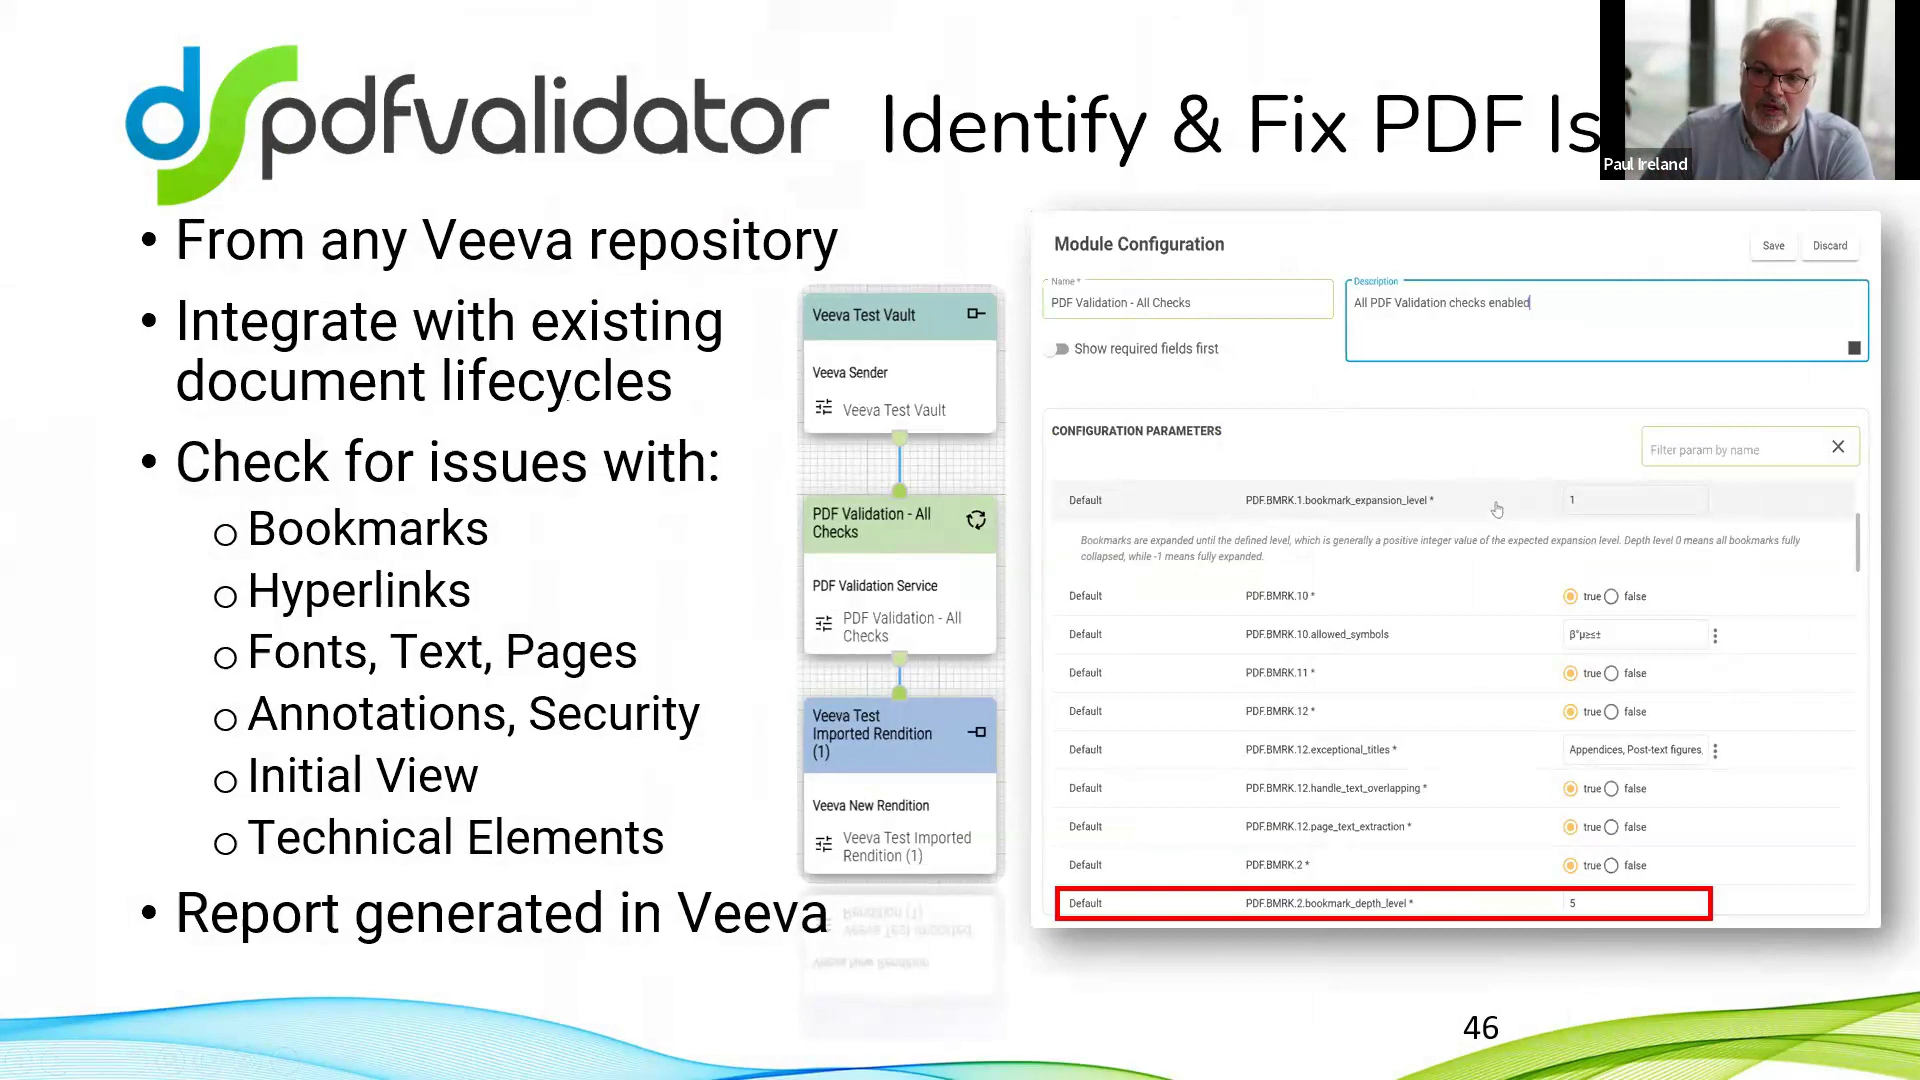 dspdfvalidator Identify & Fix PDF Is
Paul Ireland
• From any Veeva repository
• Integrate with existing
document lifecycles
• Check for issues with:
o Bookmarks
o Hyperlinks
o Fonts, Text, Pages
o Annotations, Security
o Initial View
o Technical Elements
• Report generated in Veeva
Veeva Test Vault
Veeva Sender
Veeva Test Vault
PDF Validation - All
Checks
PDF Validation Service
PDF Validation - All
Checks
Veeva Test
Imported Rendition
(1)
Veeva New Rendition
Veeva Test Imported
Rendition (1)
Module Configuration
Save Discard
Name *
PDF Validation - All Checks
Description
All PDF Validation checks enabled
Show required fields first
CONFIGURATION PARAMETERS
Filter param by name
Default PDF.BMRK.1.bookmark_expansion_level * 1
Bookmarks are expanded until the defined level, which is generally a positive integer value of the expected expansion level. Depth level 0 means all bookmarks fully
collapsed, while -1 means fully expanded.
Default PDF.BMRK.10 * true false
Default PDF.BMRK.10.allowed_symbols β°µ≥≤±
Default PDF.BMRK.11 * true false
Default PDF.BMRK.12 * true false
Default PDF.BMRK.12.exceptional_titles * Appendices, Post-text figures,
Default PDF.BMRK.12.handle_text_overlapping * true false
Default PDF.BMRK.12.page_text_extraction * true false
Default PDF.BMRK.2 * true false
Default PDF.BMRK.2.bookmark_depth_level * 5
46